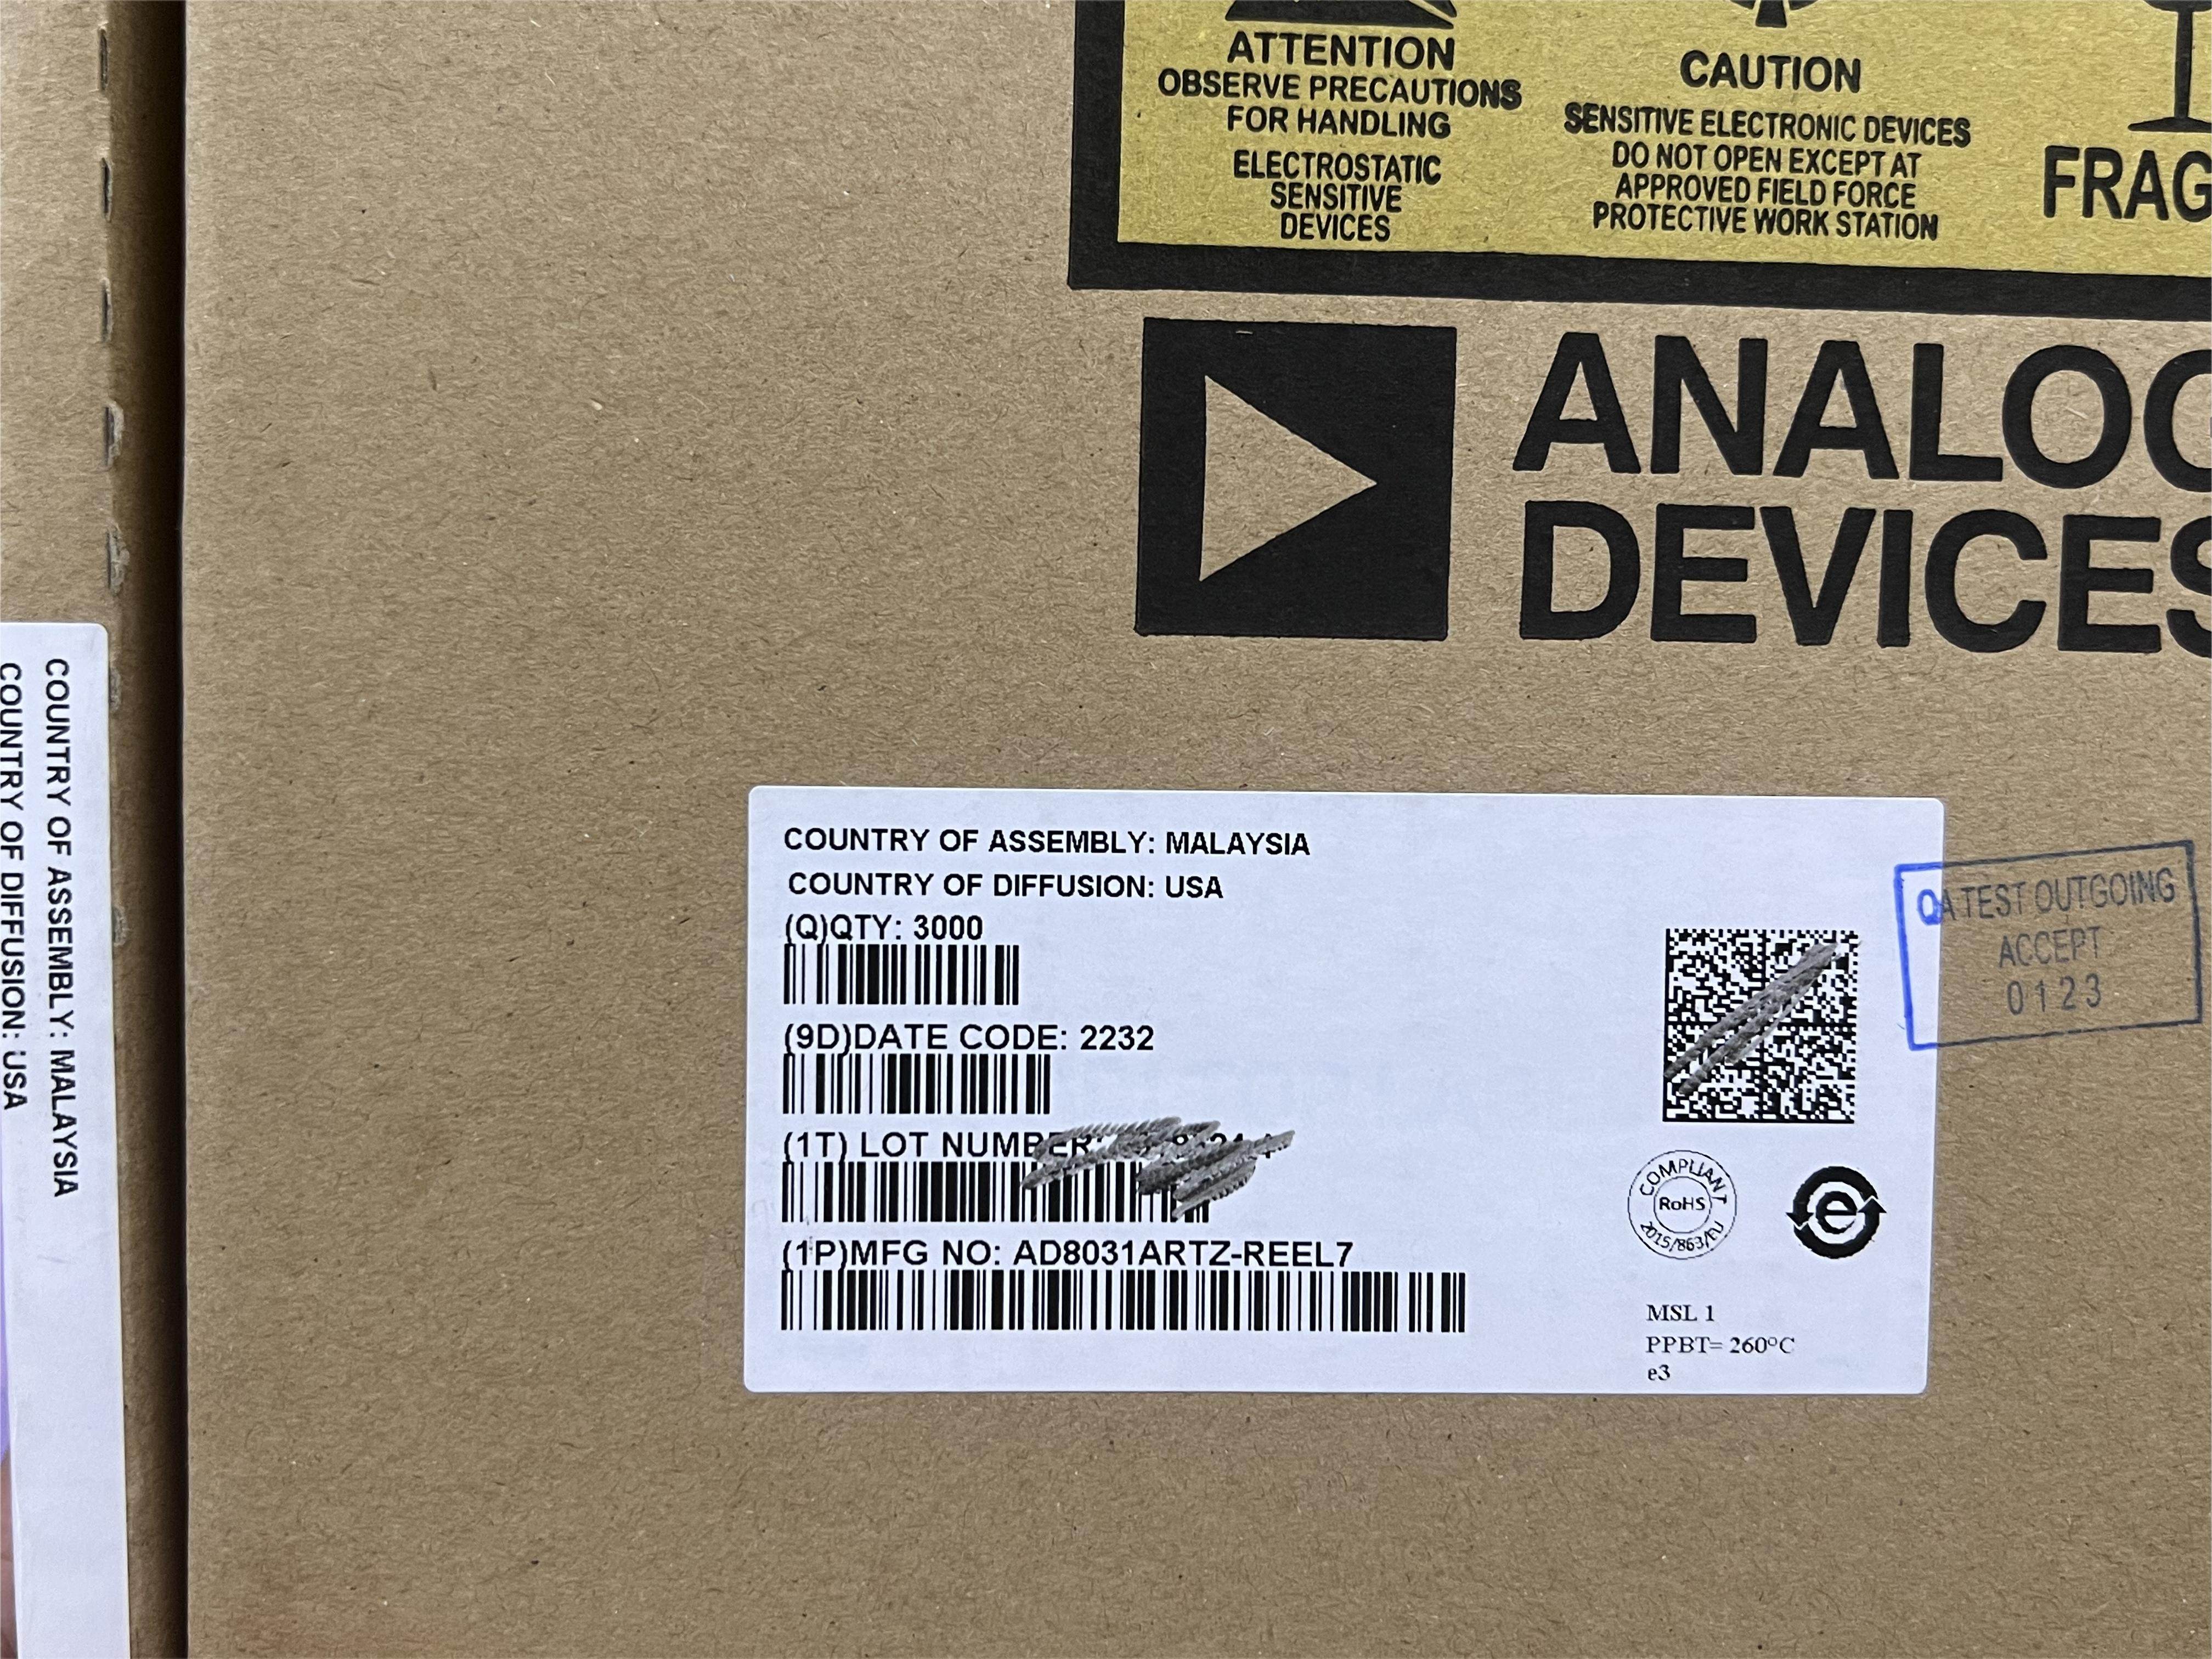 ATTENTION
OBSERVE PRECAUTIONS
FOR HANDLING
ELECTROSTATIC
SENSITIVE
DEVICES
CAUTION
SENSITIVE ELECTRONIC DEVICES
DO NOT OPEN EXCEPT AT
APPROVED FIELD FORCE
PROTECTIVE WORK STATION
FRAG
ANALOG
DEVICES
COUNTRY OF ASSEMBLY: MALAYSIA
COUNTRY OF DIFFUSION: USA
COUNTRY OF ASSEMBLY: MALAYSIA
COUNTRY OF DIFFUSION: USA
(Q)QTY: 3000
(9D)DATE CODE: 2232
(1T) LOT NUMBER:
(1P)MFG NO: AD8031ARTZ-REEL7
QA TEST OUTGOING
ACCEPT
0123
COMPLIANT
RoHS
2015/863/EU
e
MSL 1
PPBT= 260°C
e3